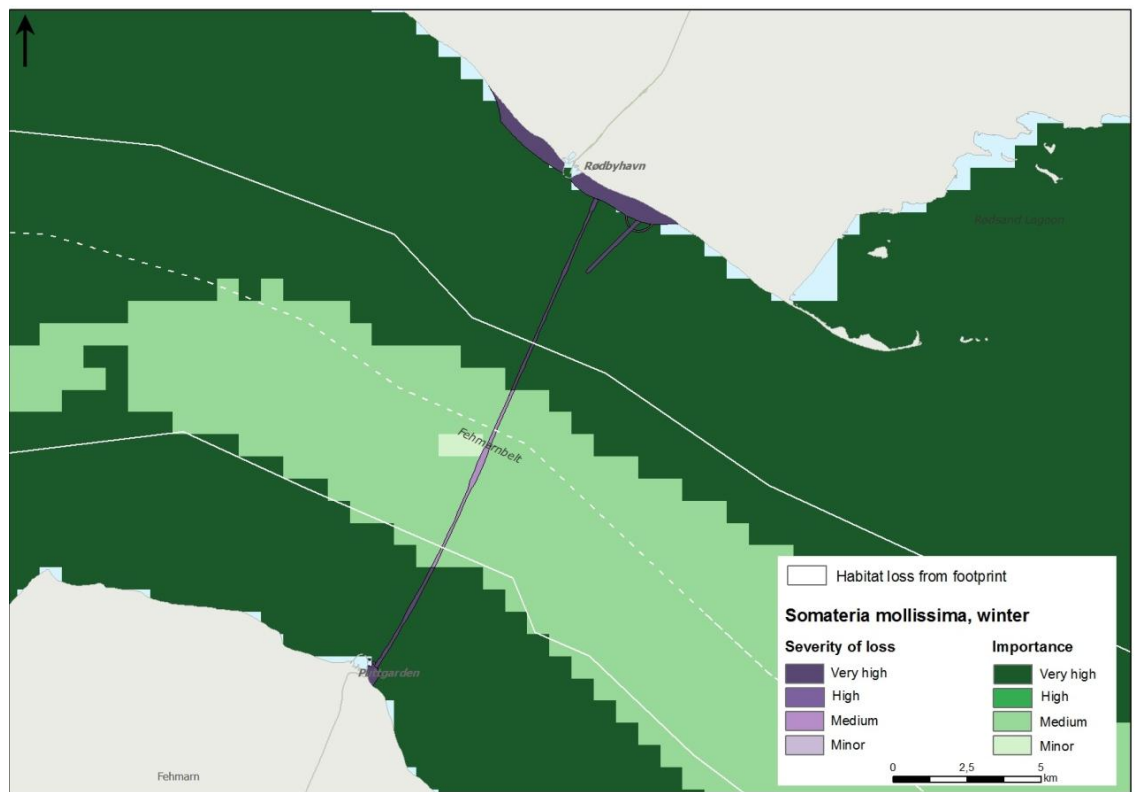 Rødbyhavn
Rødsand Lagoon
Fehmarnbelt
Puttgarden
Fehmarn
Habitat loss from footprint
Somateria mollissima, winter
Severity of loss
Very high
High
Medium
Minor
Importance
Very high
High
Medium
Minor
0 2,5 5
km